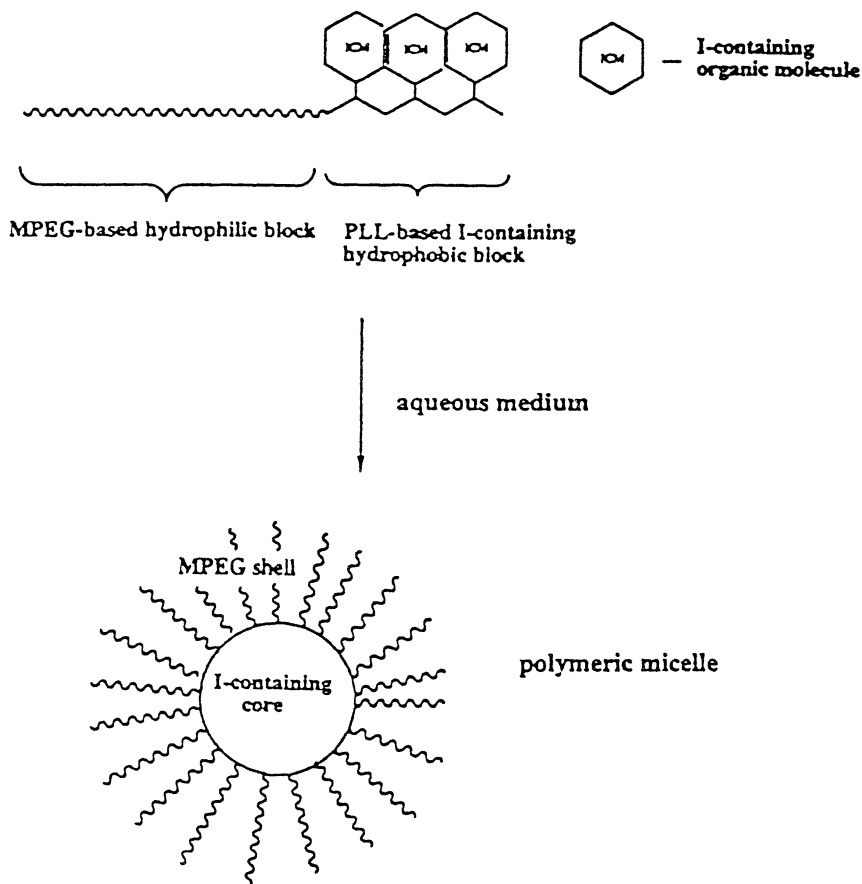 I-containing
organic molecule
MPEG-based hydrophilic block
PLL-based I-containing
hydrophobic block
aqueous medium
MPEG shell
I-containing
core
polymeric micelle